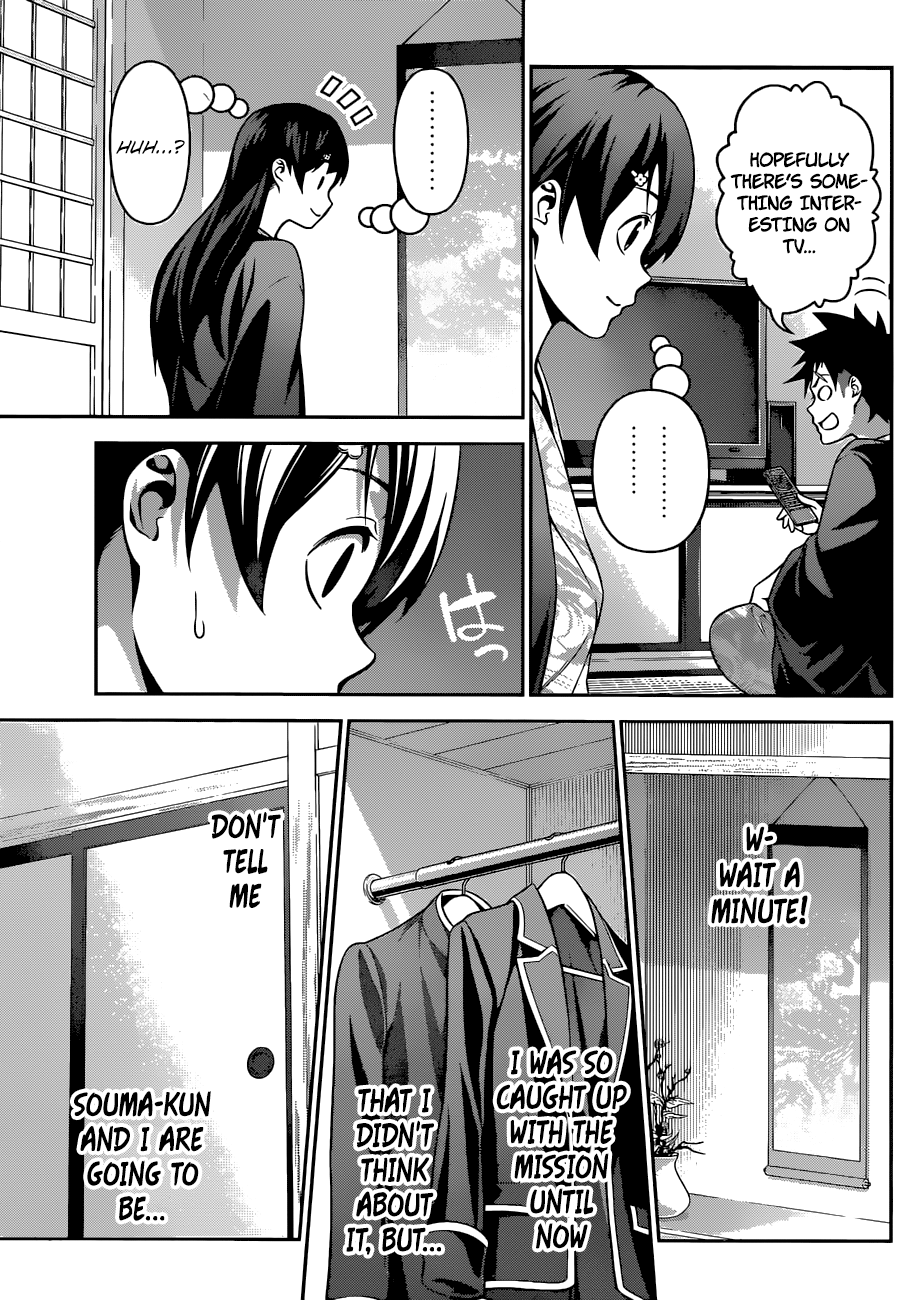 HOPEFULLY
THERE'S SOME-
THING INTER-
ESTING ON
TV...
..........
..........
..........
HUH...?
はっ
W-
WAIT A
MINUTE!
I WAS SO
CAUGHT UP
WITH THE
MISSION
UNTIL
NOW
THAT I
DIDN'T
THINK
ABOUT
IT, BUT...
DON'T
TELL
ME
SOUMA-KUN
AND I ARE
GOING TO
BE...